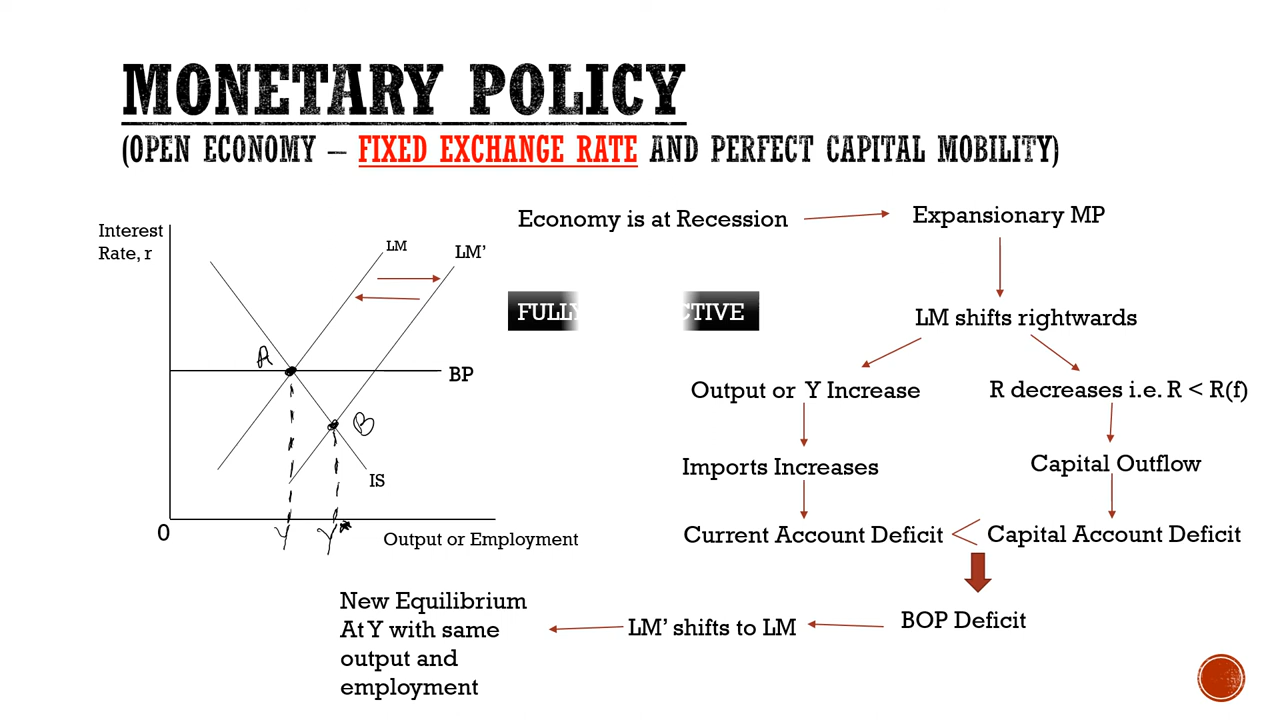 MONETARY POLICY
(OPEN ECONOMY – FIXED EXCHANGE RATE AND PERFECT CAPITAL MOBILITY)
Interest
Rate, r
LM
LM’
A
BP
B
IS
0
Y
Y*
Output or Employment
Economy is at Recession
Expansionary MP
FULLY
CTIVE
LM shifts rightwards
Output or Y Increase
R decreases i.e. R < R(f)
Imports Increases
Capital Outflow
Current Account Deficit < Capital Account Deficit
BOP Deficit
LM’ shifts to LM
New Equilibrium
At Y with same
output and
employment